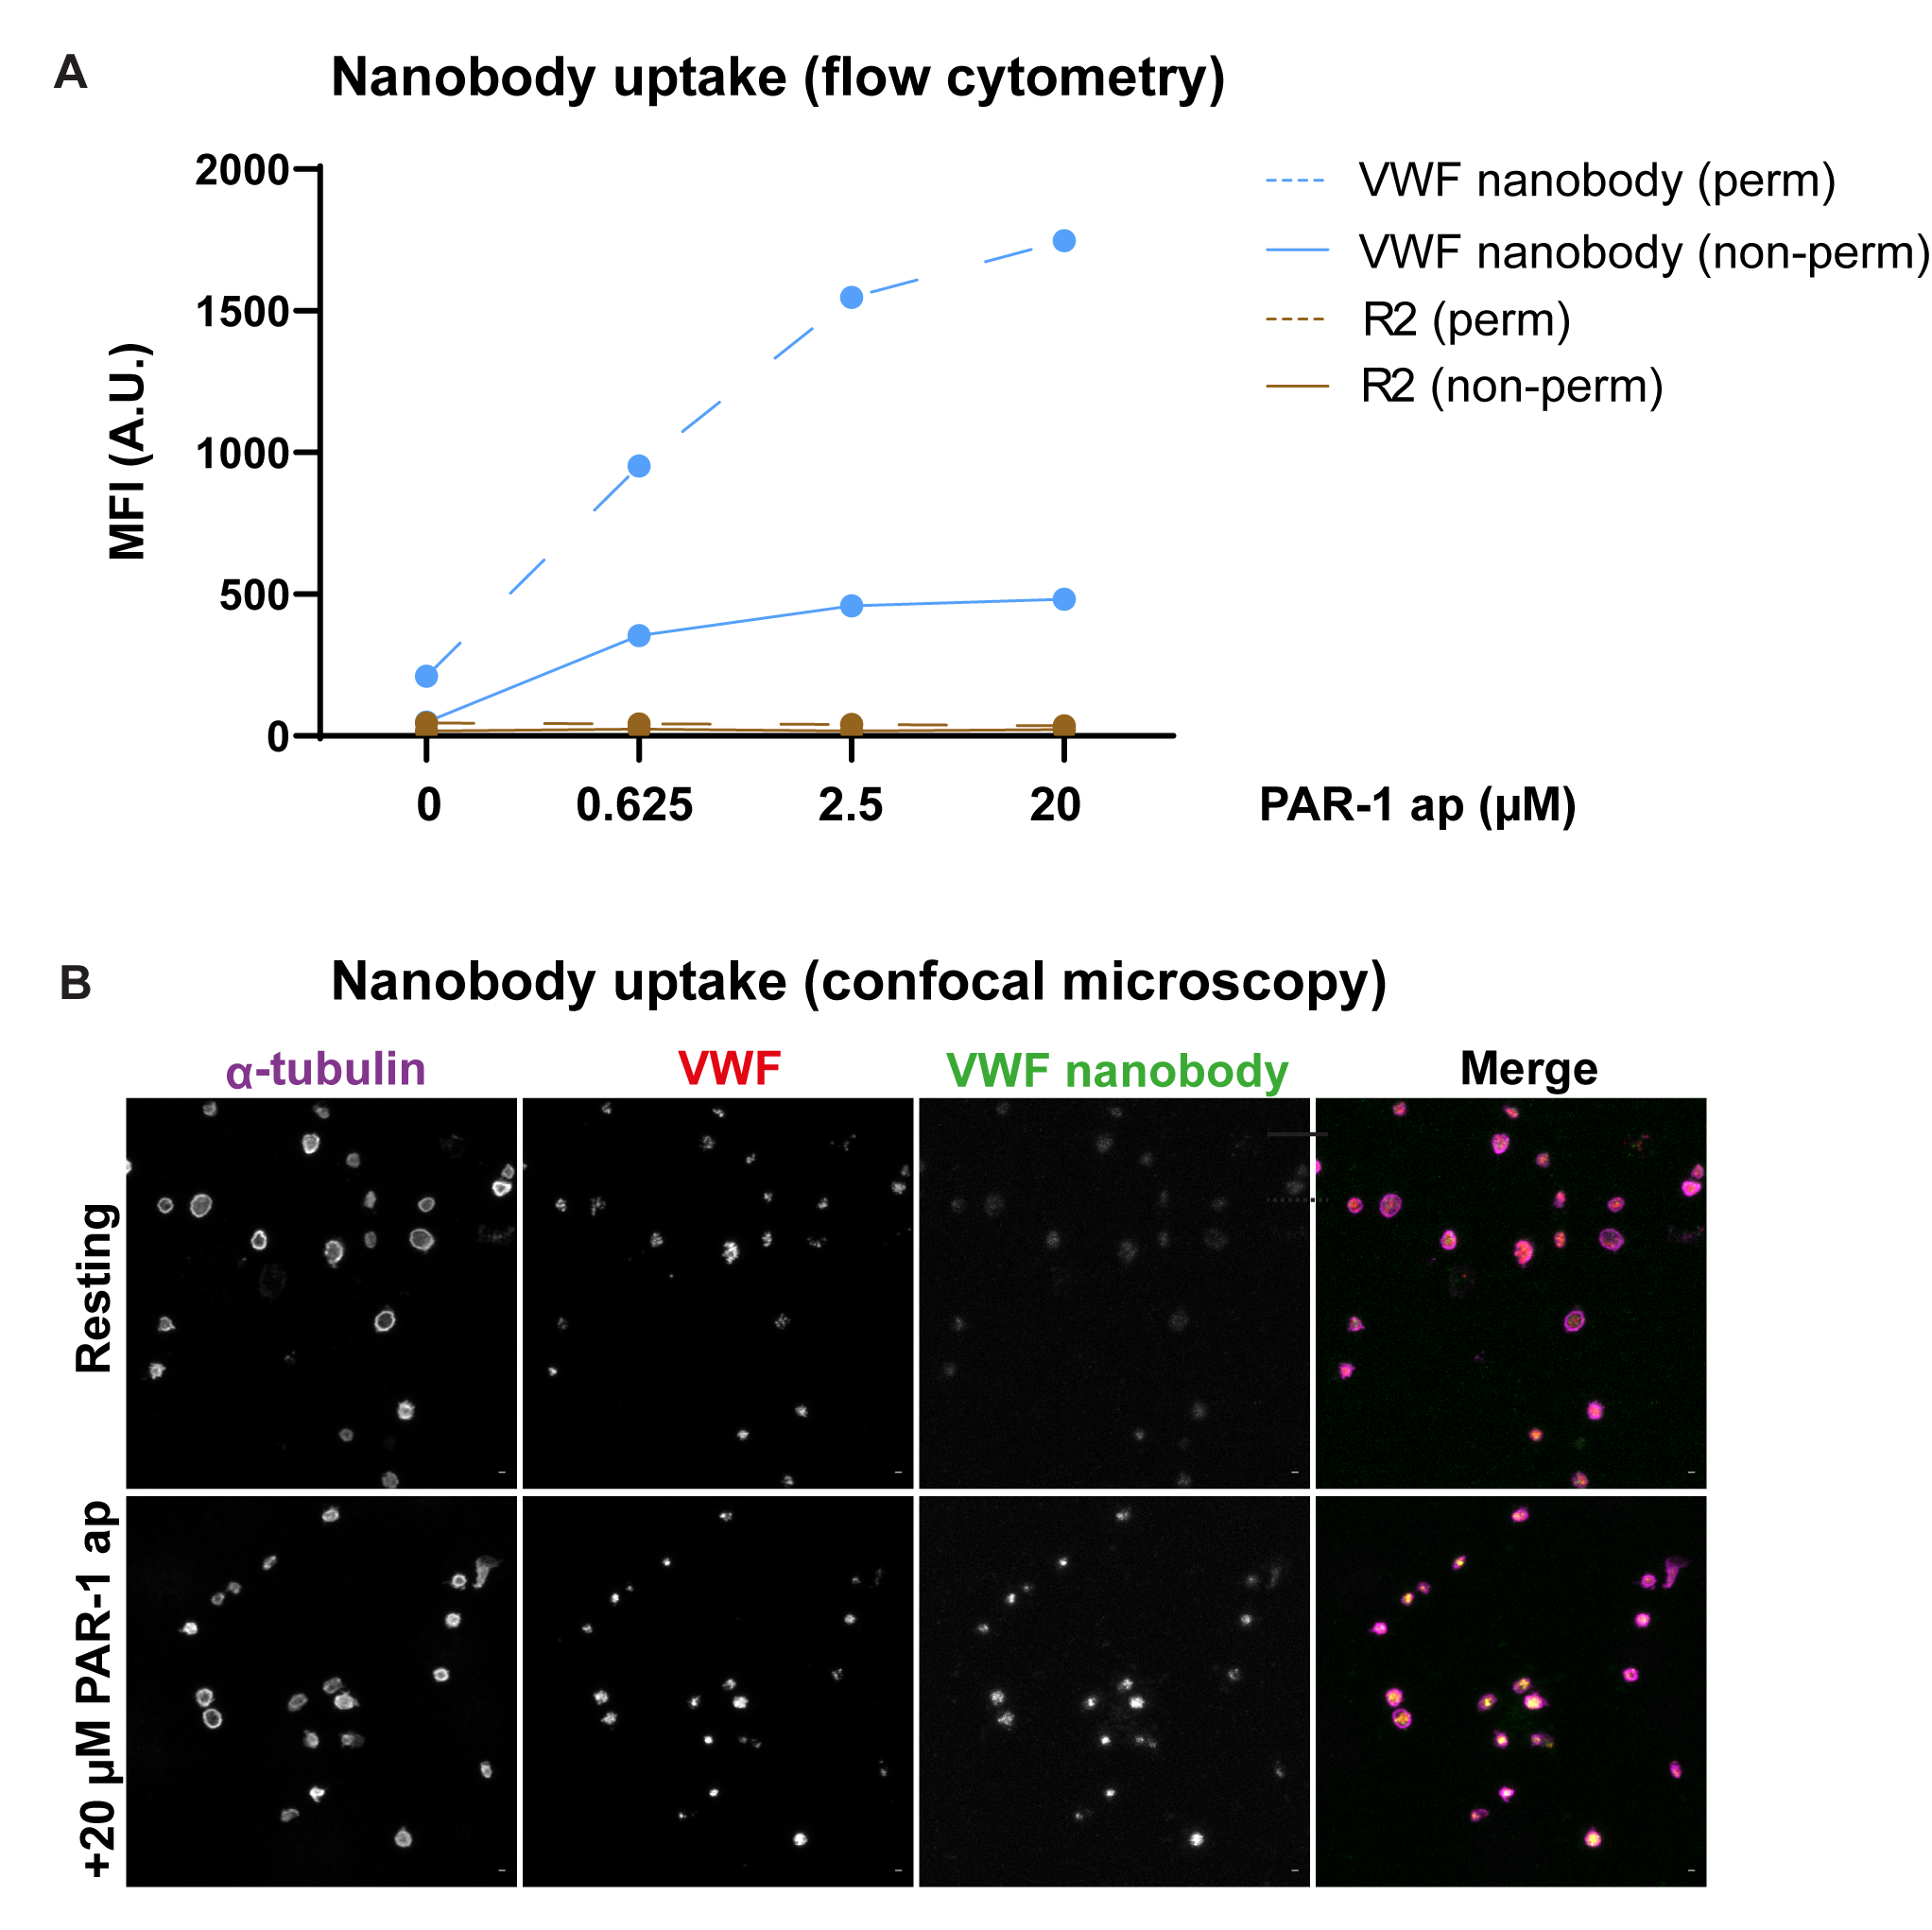 A
Nanobody uptake (flow cytometry)
2000
1500
1000
500
0
MFI (A.U.)
VWF nanobody (perm)
VWF nanobody (non-perm)
R2 (perm)
R2 (non-perm)
0 0.625 2.5 20 PAR-1 ap (µM)
B
Nanobody uptake (confocal microscopy)
α-tubulin VWF VWF nanobody Merge
Resting
+20 µM PAR-1 ap